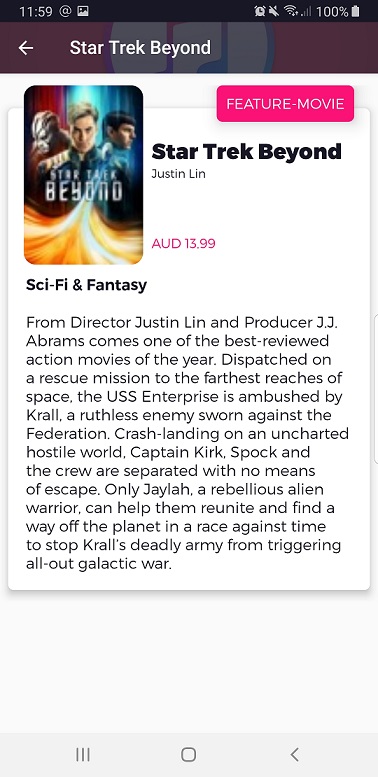 11:59 @ 100%
Star Trek Beyond
FEATURE-MOVIE
STAR TREK
BEYOND
Star Trek Beyond
Justin Lin
AUD 13.99
Sci-Fi & Fantasy
From Director Justin Lin and Producer J.J.
Abrams comes one of the best-reviewed
action movies of the year. Dispatched on
a rescue mission to the farthest reaches of
space, the USS Enterprise is ambushed by
Krall, a ruthless enemy sworn against the
Federation. Crash-landing on an uncharted
hostile world, Captain Kirk, Spock and
the crew are separated with no means
of escape. Only Jaylah, a rebellious alien
warrior, can help them reunite and find a
way off the planet in a race against time
to stop Krall's deadly army from triggering
all-out galactic war.